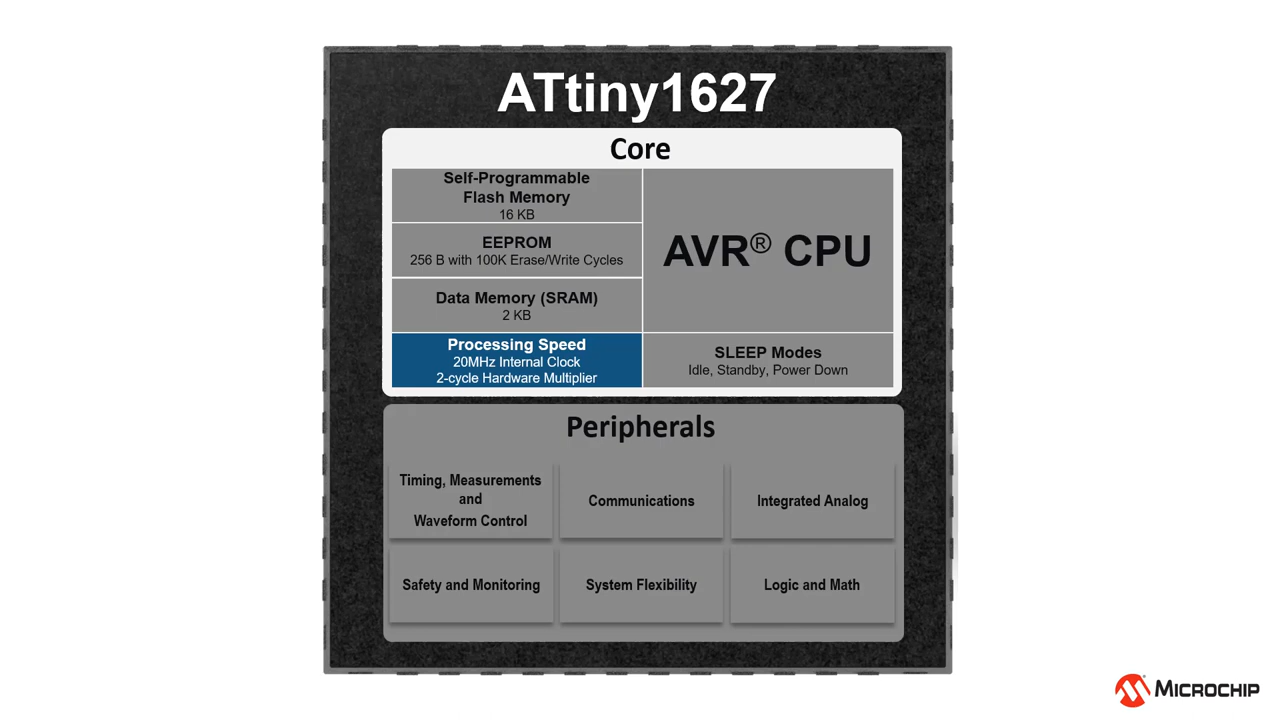 ATtiny1627
Core
Self-Programmable
Flash Memory
16 KB
EEPROM
256 B with 100K Erase/Write Cycles
Data Memory (SRAM)
2 KB
Processing Speed
20MHz Internal Clock
2-cycle Hardware Multiplier
AVR® CPU
SLEEP Modes
Idle, Standby, Power Down
Peripherals
Timing, Measurements
and
Waveform Control
Communications
Integrated Analog
Safety and Monitoring
System Flexibility
Logic and Math
MICROCHIP